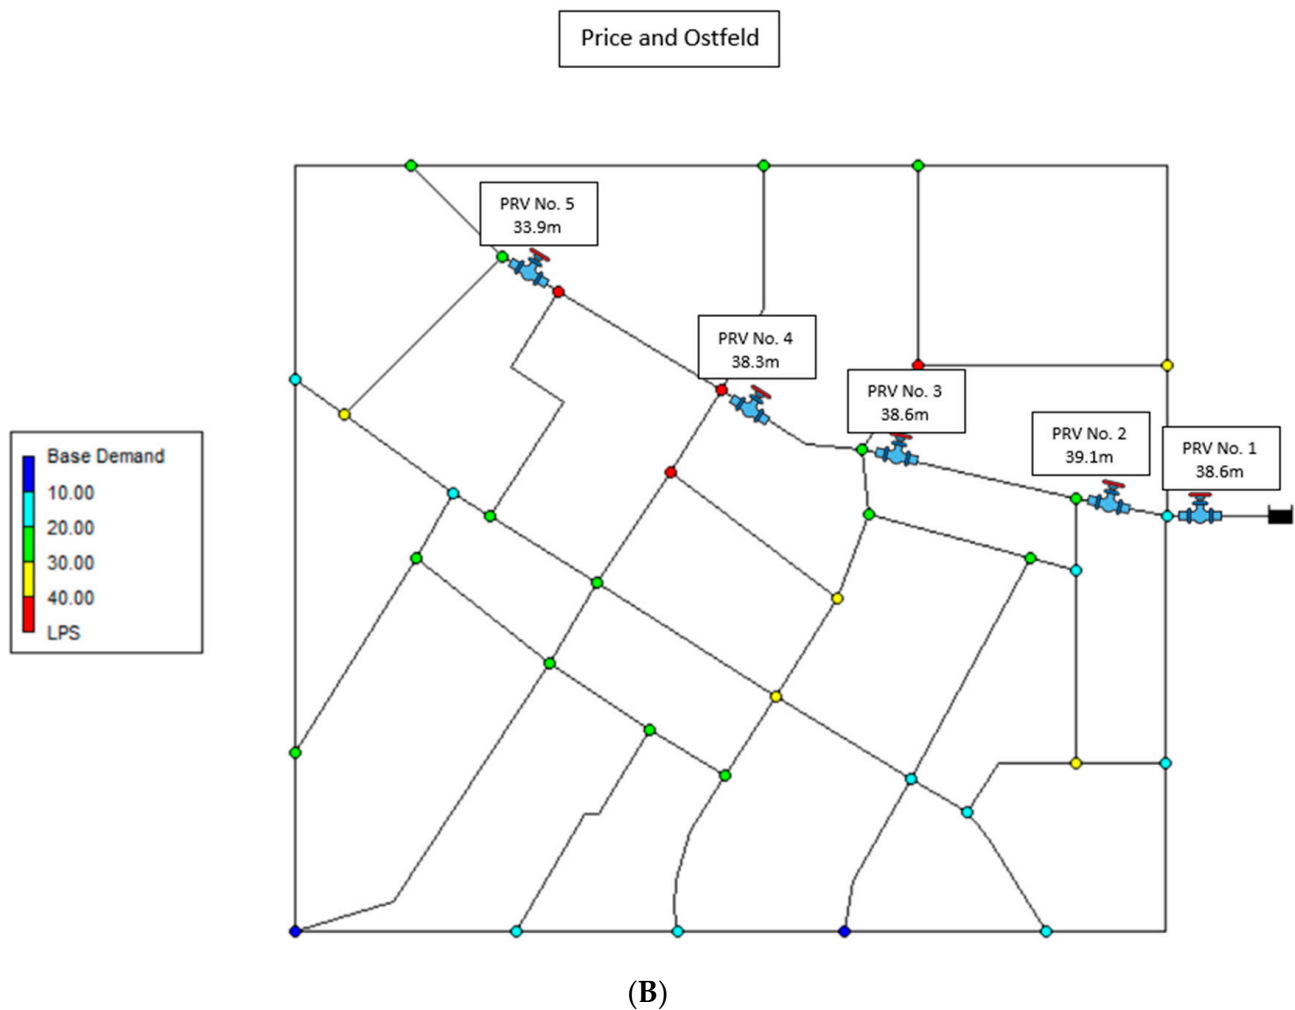 Price and Ostfeld
PRV No. 5
33.9m
PRV No. 4
38.3m
PRV No. 3
38.6m
PRV No. 2
39.1m
PRV No. 1
38.6m
Base Demand
10.00
20.00
30.00
40.00
LPS
(B)